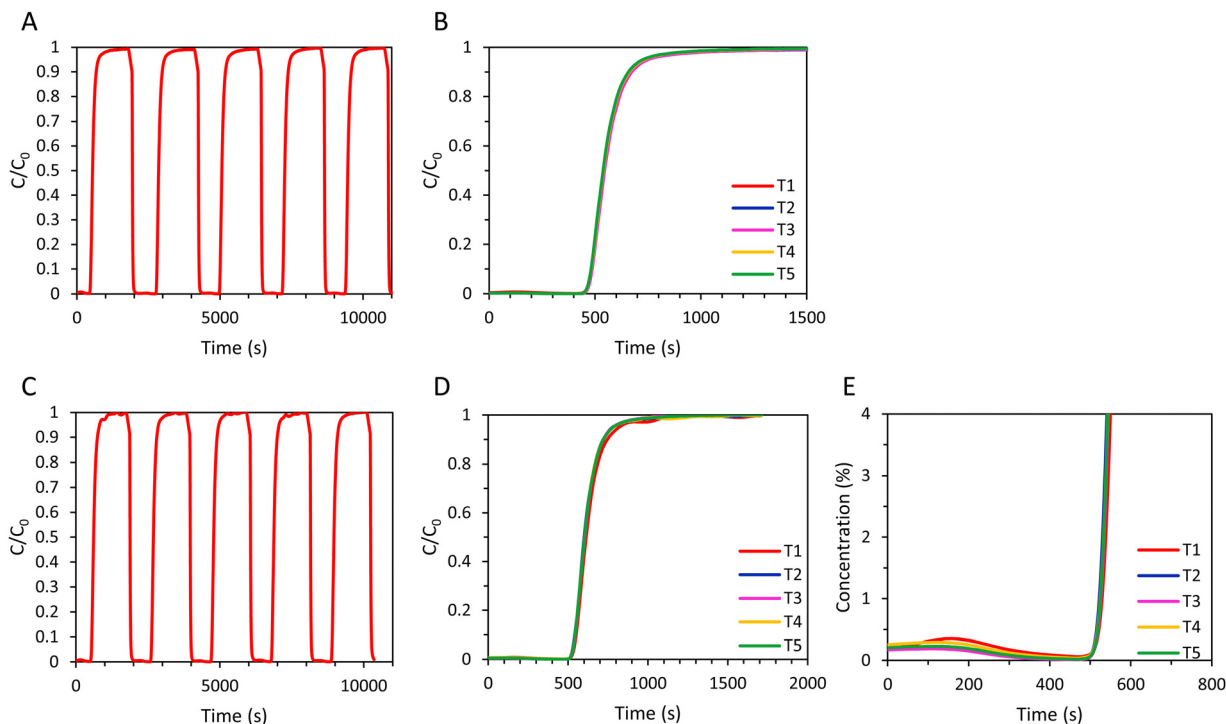 A
C/C0
1
0.9
0.8
0.7
0.6
0.5
0.4
0.3
0.2
0.1
0
0 5000 10000
Time (s)
B
C/C0
1
0.8
0.6
0.4
0.2
0
T1
T2
T3
T4
T5
0 500 1000 1500
Time (s)
C
C/C0
1
0.9
0.8
0.7
0.6
0.5
0.4
0.3
0.2
0.1
0
0 5000 10000
Time (s)
D
C/C0
1
0.8
0.6
0.4
0.2
0
T1
T2
T3
T4
T5
0 500 1000 1500 2000
Time (s)
E
Concentration (%)
4
3
2
1
0
T1
T2
T3
T4
T5
0 200 400 600 800
Time (s)